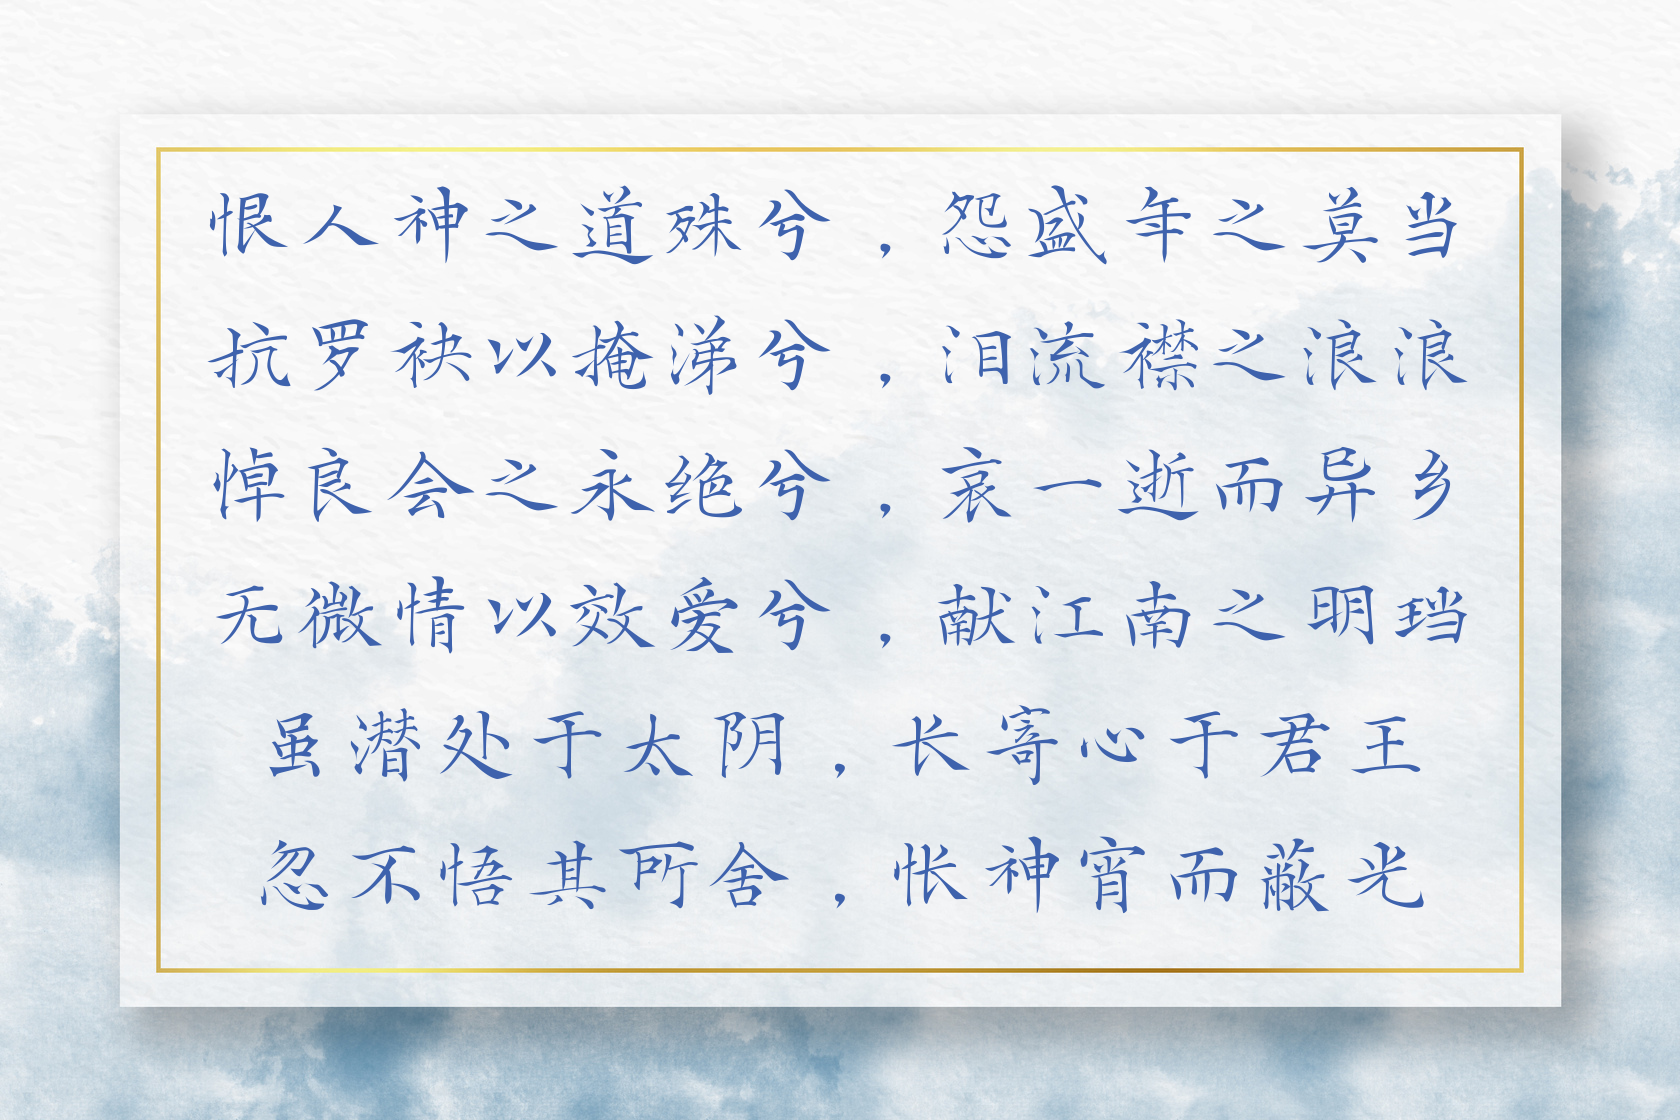 恨人神之道殊兮，怨盛年之莫当
抗罗袂以掩涕兮，泪流襟之浪浪
悼良会之永绝兮，哀一逝而异乡
无微情以效爱兮，献江南之明珰
虽潜处于太阴，长寄心于君王
忽不悟其所舍，怅神宵而蔽光